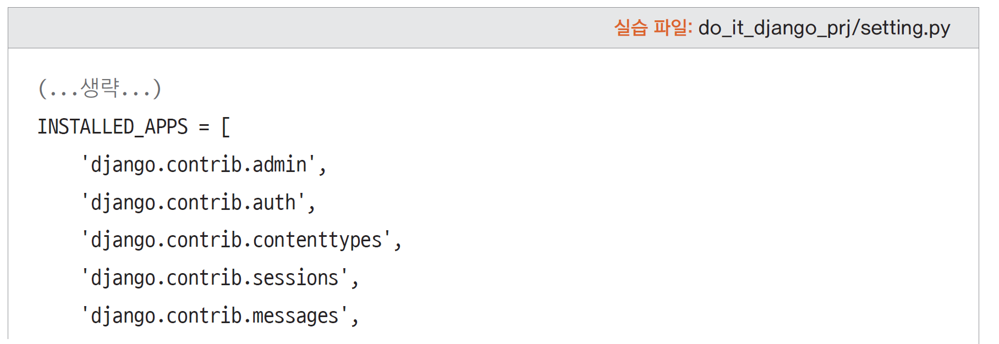 실습 파일: do_it_django_prj/setting.py
(...생략...)
INSTALLED_APPS = [
    'django.contrib.admin',
    'django.contrib.auth',
    'django.contrib.contenttypes',
    'django.contrib.sessions',
    'django.contrib.messages',